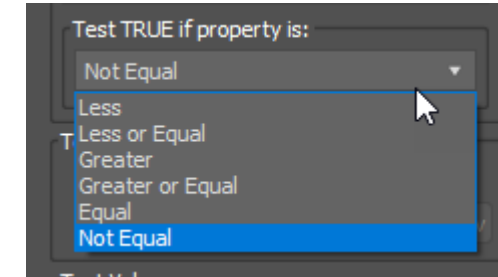 Test TRUE if property is:
Not Equal
Less
Less or Equal
Greater
Greater or Equal
Equal
Not Equal